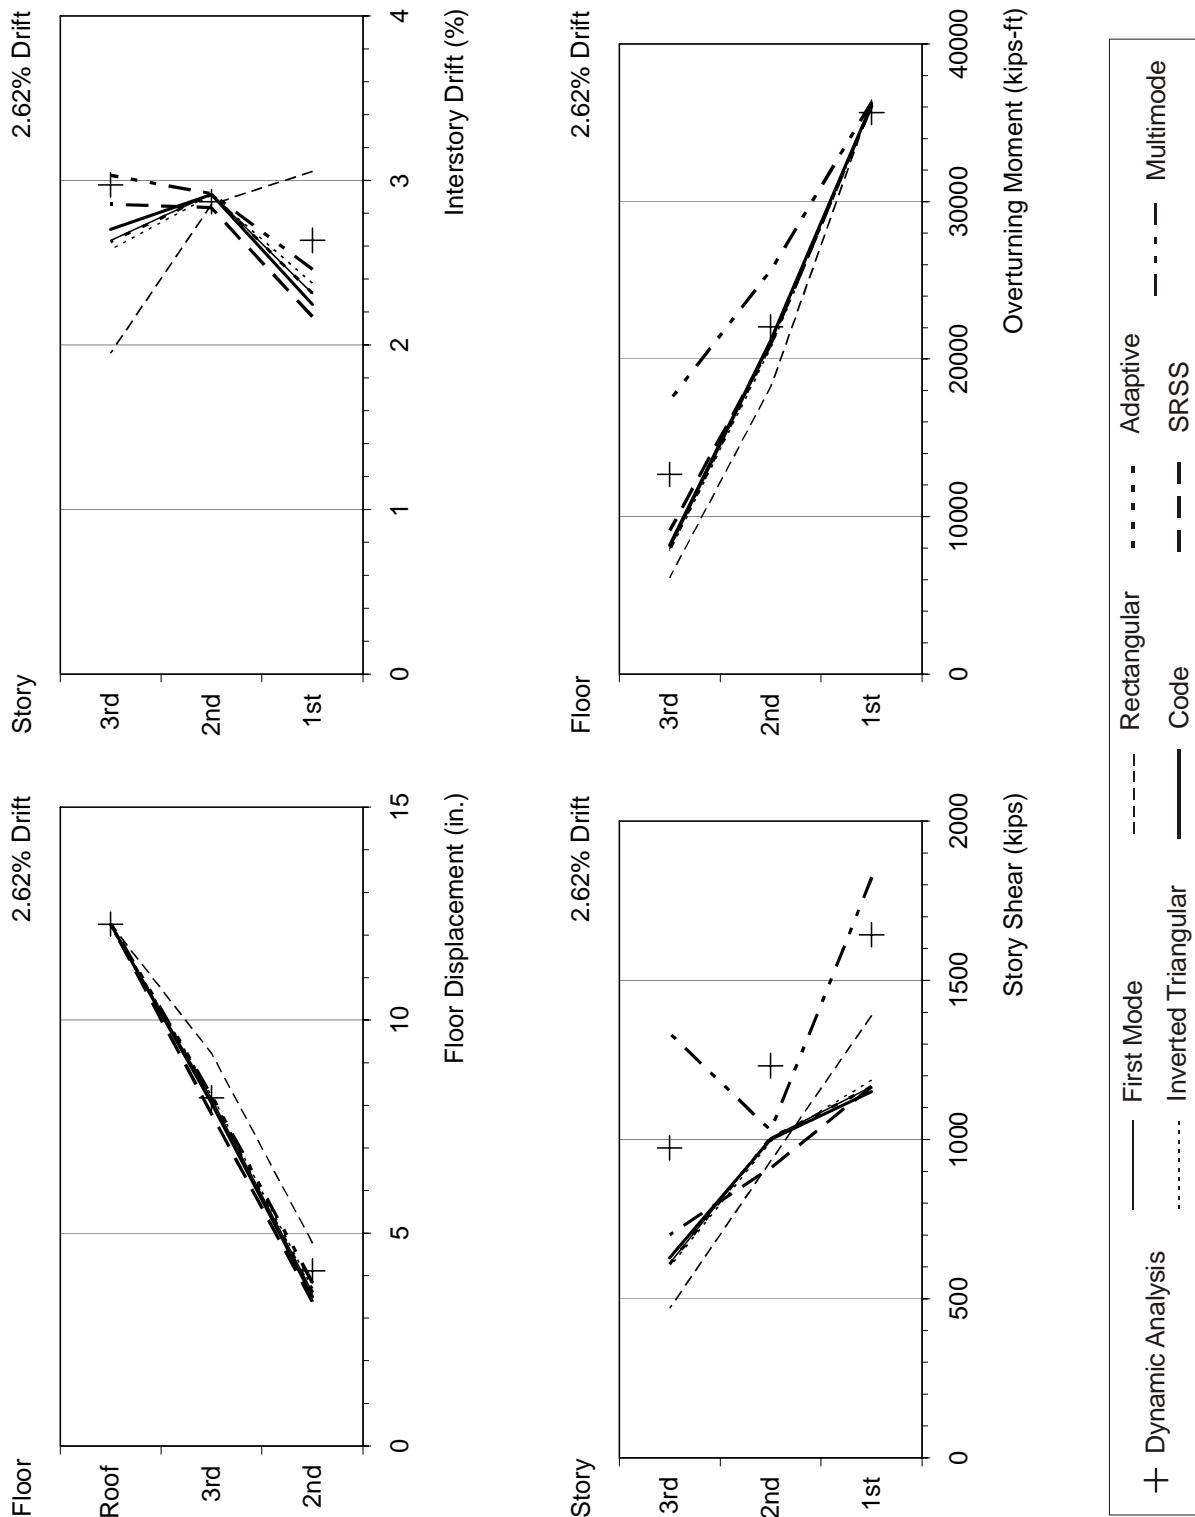 Floor
2.62% Drift
Roof
3rd
2nd
0
5
10
15
Floor Displacement (in.)
Story
2.62% Drift
3rd
2nd
1st
0
1
2
3
4
Interstory Drift (%)
Story
2.62% Drift
3rd
2nd
1st
0
500
1000
1500
2000
Story Shear (kips)
Floor
2.62% Drift
3rd
2nd
1st
0
10000
20000
30000
40000
Overturning Moment (kips-ft)
Dynamic Analysis
First Mode
Rectangular
Adaptive
Multimode
Inverted Triangular
Code
SRSS